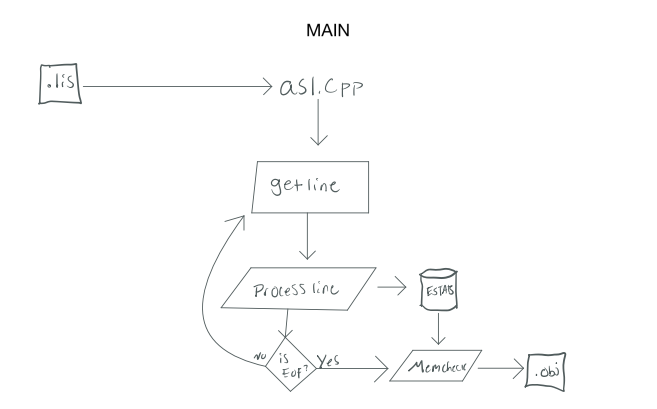 MAIN
.lis
asl.cpp
getline
Process line
ESTAB
NO
is
EOF?
Yes
Memcheck
.obj